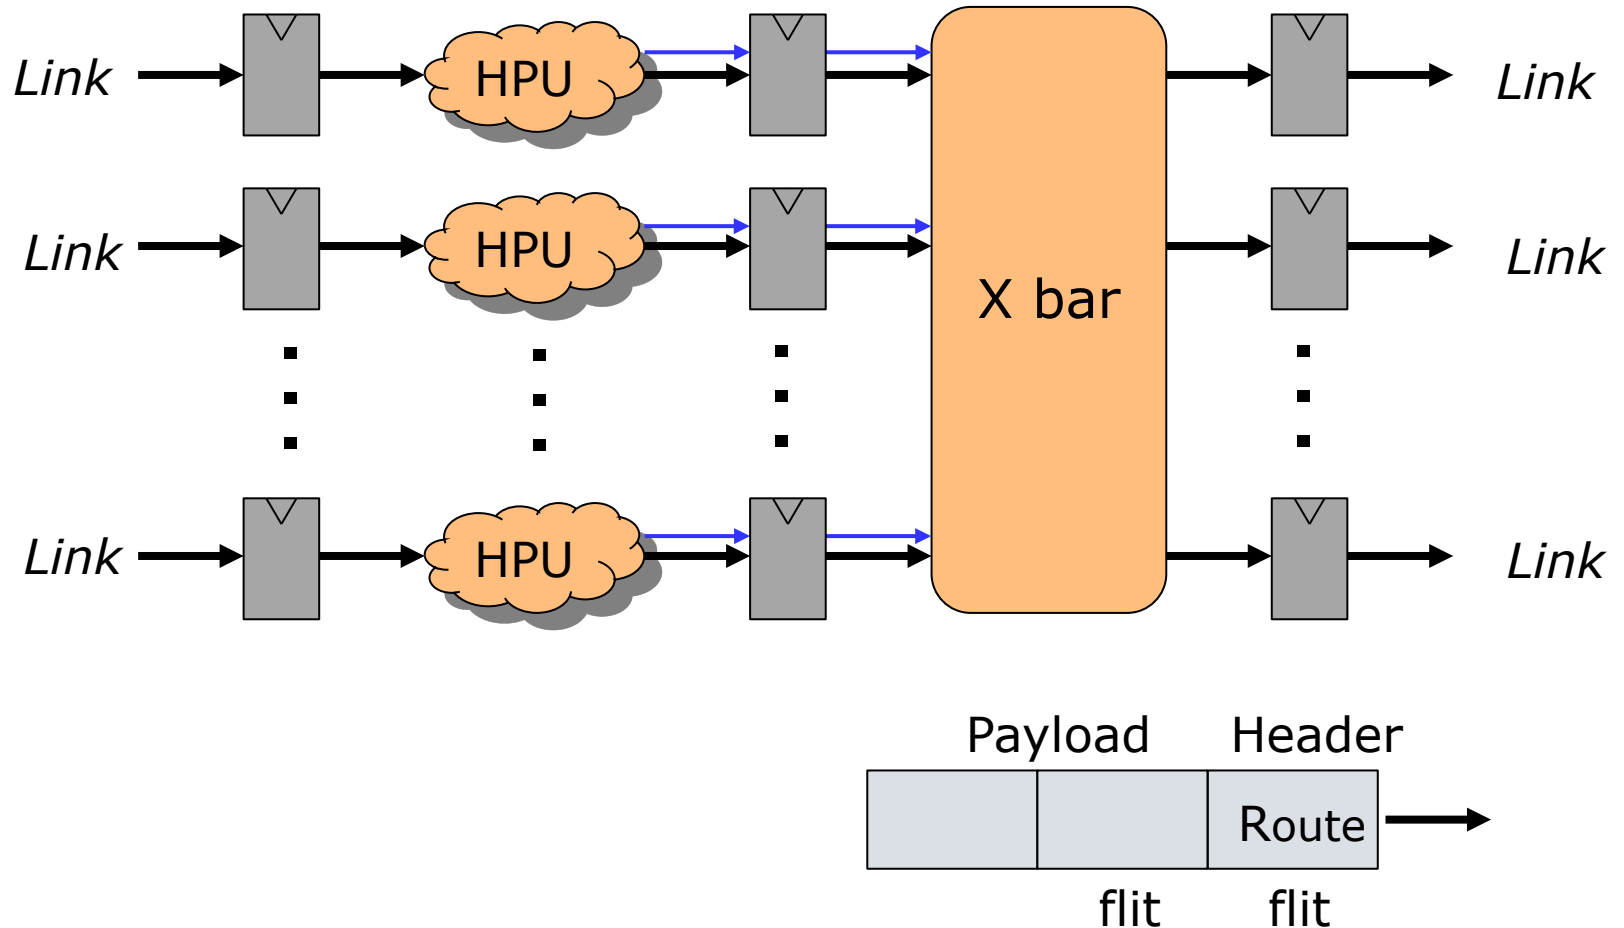 Link HPU Link
Link HPU Link
X bar
Link HPU Link
Payload Header
Route
flit flit